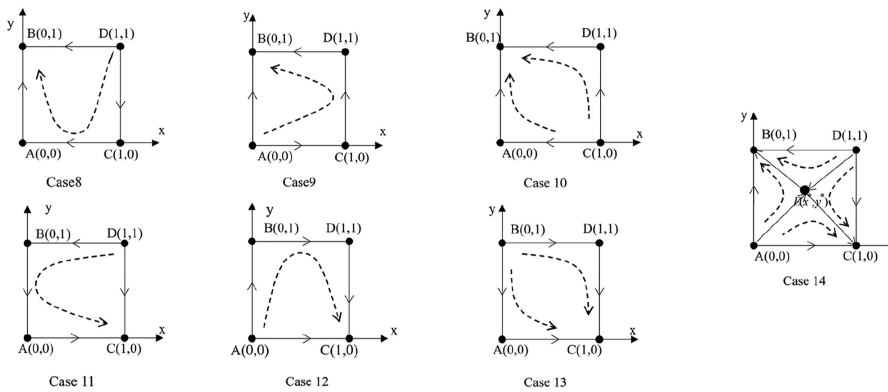 y
B(0,1) D(1,1)
x
A(0,0) C(1,0)
Case8
y
B(0,1) D(1,1)
x
A(0,0) C(1,0)
Case9
y
B(0,1) D(1,1)
x
A(0,0) C(1,0)
Case 10
y
B(0,1) D(1,1)
x
A(0,0) C(1,0)
Case 11
y
B(0,1) D(1,1)
x
A(0,0) C(1,0)
Case 12
y
B(0,1) D(1,1)
x
A(0,0) C(1,0)
Case 13
y
B(0,1) D(1,1)
x
A(0,0) C(1,0)
Case 14